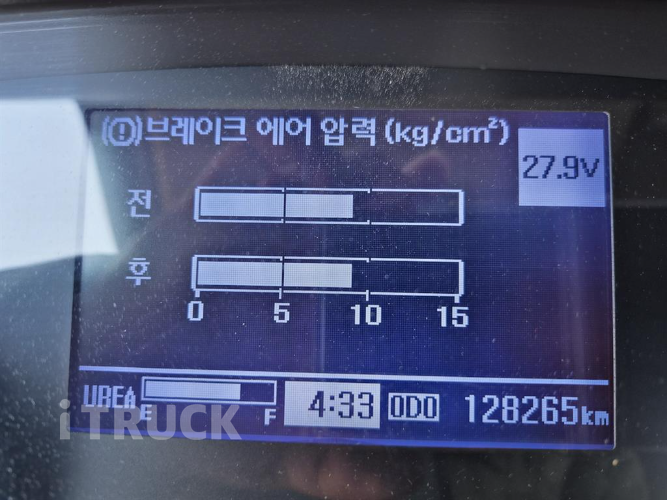 (!)브레이크 에어 압력(kg/cm²)
27.9V
전
후
0 5 10 15
UREA E F 4:33 ODO 128265km
iTRUCK